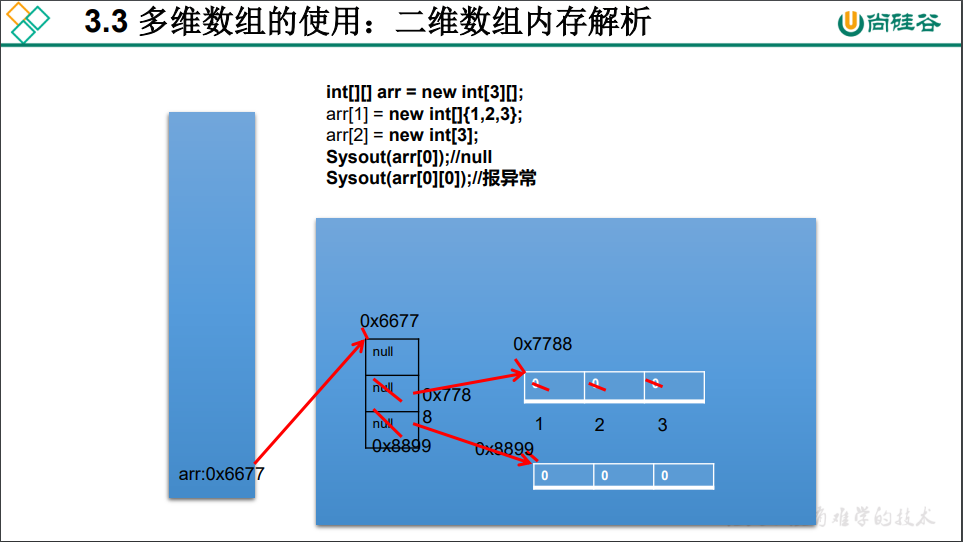 3.3 多维数组的使用：二维数组内存解析
尚硅谷
int[][] arr = new int[3][];
arr[1] = new int[]{1,2,3};
arr[2] = new int[3];
Sysout(arr[0]);//null
Sysout(arr[0][0]);//报异常
0x6677
0x7788
null
null
0x778
8
0 0 0
1 2 3
null
0x8899
0x8899
arr:0x6677
0 0 0
难学的技术